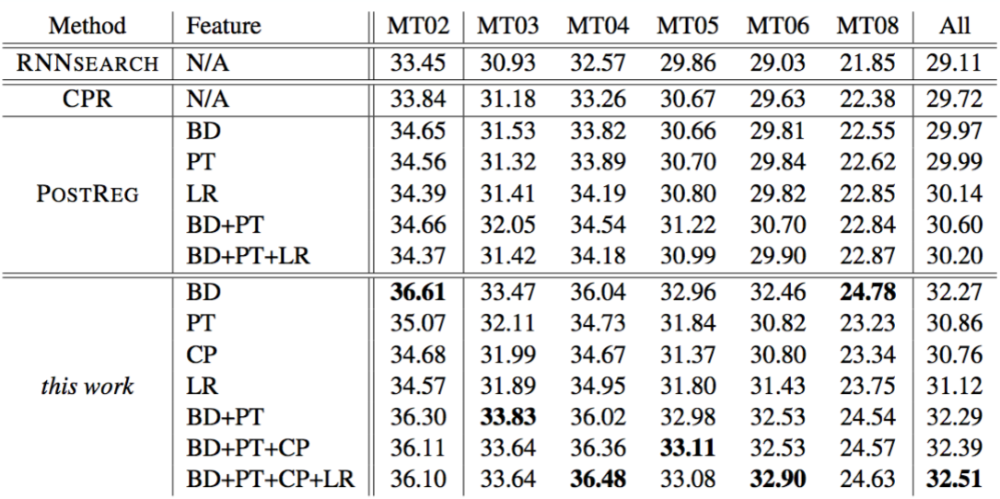 Method Feature MT02 MT03 MT04 MT05 MT06 MT08 All
RNNSEARCH N/A 33.45 30.93 32.57 29.86 29.03 21.85 29.11
CPR N/A 33.84 31.18 33.26 30.67 29.63 22.38 29.72
BD 34.65 31.53 33.82 30.66 29.81 22.55 29.97
PT 34.56 31.32 33.89 30.70 29.84 22.62 29.99
POSTREG LR 34.39 31.41 34.19 30.80 29.82 22.85 30.14
BD+PT 34.66 32.05 34.54 31.22 30.70 22.84 30.60
BD+PT+LR 34.37 31.42 34.18 30.99 29.90 22.87 30.20
BD 36.61 33.47 36.04 32.96 32.46 24.78 32.27
PT 35.07 32.11 34.73 31.84 30.82 23.23 30.86
CP 34.68 31.99 34.67 31.37 30.80 23.34 30.76
this work LR 34.57 31.89 34.95 31.80 31.43 23.75 31.12
BD+PT 36.30 33.83 36.02 32.98 32.53 24.54 32.29
BD+PT+CP 36.11 33.64 36.36 33.11 32.53 24.57 32.39
BD+PT+CP+LR 36.10 33.64 36.48 33.08 32.90 24.63 32.51